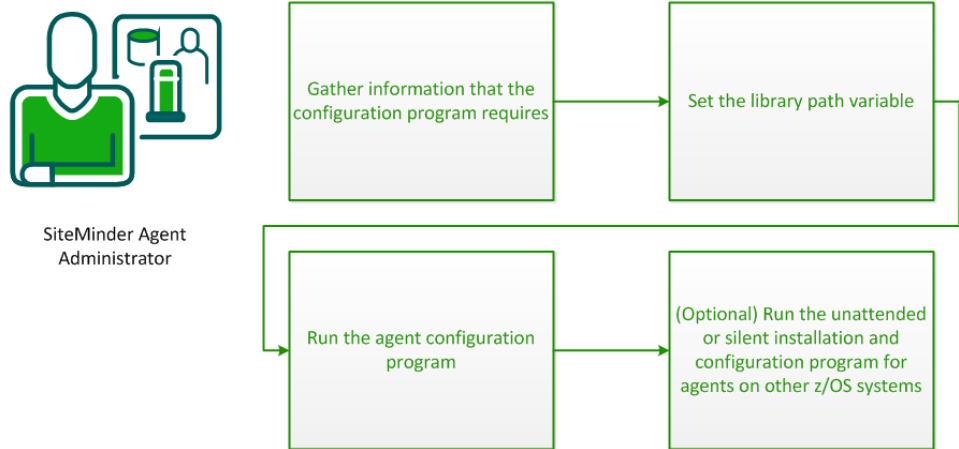 Gather information that the
configuration program requires
Set the library path variable
SiteMinder Agent
Administrator
Run the agent configuration
program
(Optional) Run the unattended
or silent installation and
configuration program for
agents on other z/OS systems